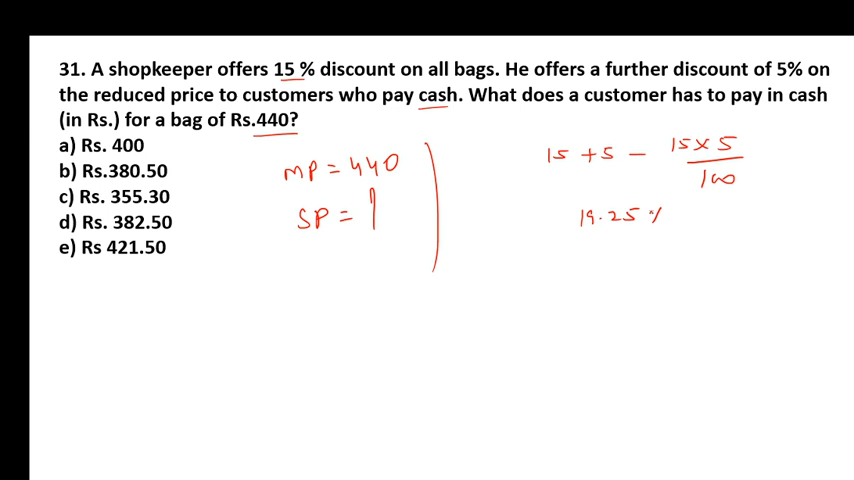 31. A shopkeeper offers 15 % discount on all bags. He offers a further discount of 5% on
the reduced price to customers who pay cash. What does a customer has to pay in cash
(in Rs.) for a bag of Rs.440?
a) Rs. 400
b) Rs.380.50
c) Rs. 355.30
d) Rs. 382.50
e) Rs 421.50
MP = 440
SP =
15 + 5 - 15 x 5
100
19.25 %